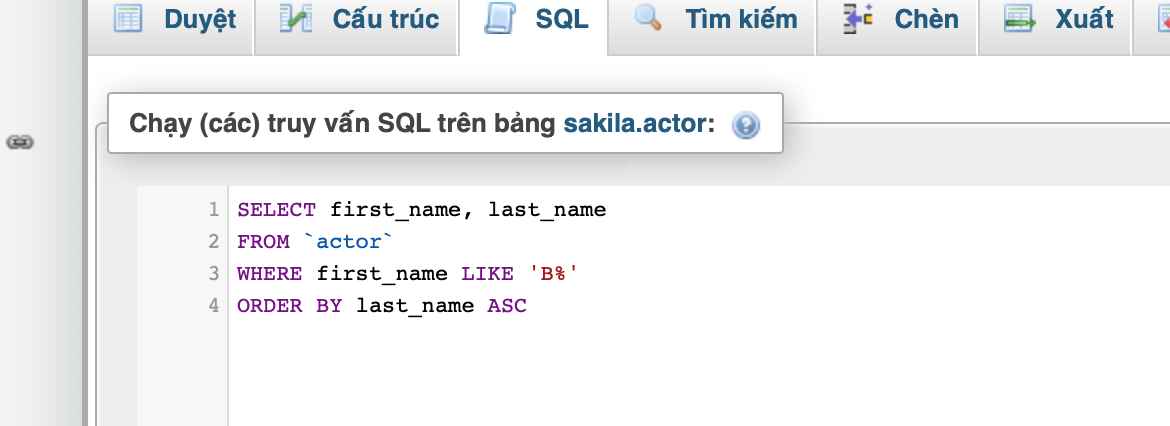 Duyệt Cấu trúc SQL Tìm kiếm Chèn Xuất
Chạy (các) truy vấn SQL trên bảng sakila.actor:
1 SELECT first_name, last_name
2 FROM `actor`
3 WHERE first_name LIKE 'B%'
4 ORDER BY last_name ASC